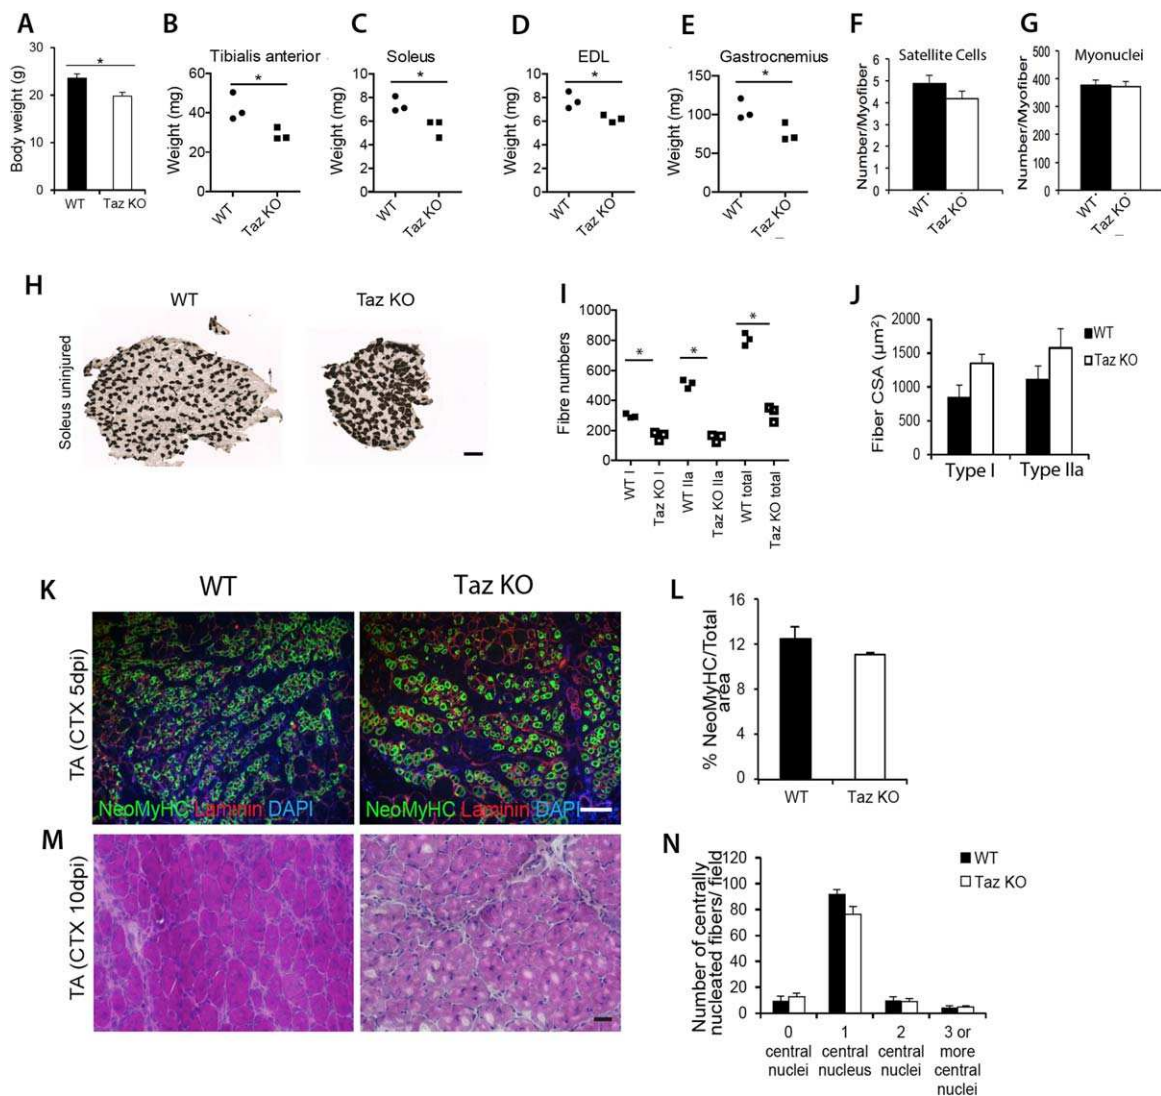 A
Body weight (g)
30
20
10
0
*
WT
Taz KO
B
Tibialis anterior
Weight (mg)
60
40
20
0
*
WT
Taz KO
C
Soleus
Weight (mg)
10
8
6
4
2
0
*
WT
Taz KO
D
EDL
Weight (mg)
10
8
6
4
2
0
*
WT
Taz KO
E
Gastrocnemius
Weight (mg)
150
100
50
0
*
WT
Taz KO
F
Satellite Cells
Number/Myofiber
6
5
4
3
2
1
0
WT
Taz KO
G
Myonuclei
Number/Myofiber
500
400
300
200
100
0
WT
Taz KO
H
WT
Taz KO
Soleus uninjured
I
Fibre numbers
1000
800
600
400
200
0
*
*
*
WT I
Taz KO I
WT IIa
Taz KO IIa
WT total
Taz KO total
J
Fiber CSA (µm²)
2000
1500
1000
500
0
WT
Taz KO
Type I
Type IIa
K
WT
Taz KO
TA (CTX 5dpi)
NeoMyHC Laminin DAPI
NeoMyHC Laminin DAPI
L
% NeoMyHC/Total
area
16
12
8
4
0
WT
Taz KO
M
TA (CTX 10dpi)
N
Number of centrally
nucleated fibers/ field
120
100
80
60
40
20
0
WT
Taz KO
0
central
nuclei
1
central
nucleus
2
central
nuclei
3 or
more
central
nuclei